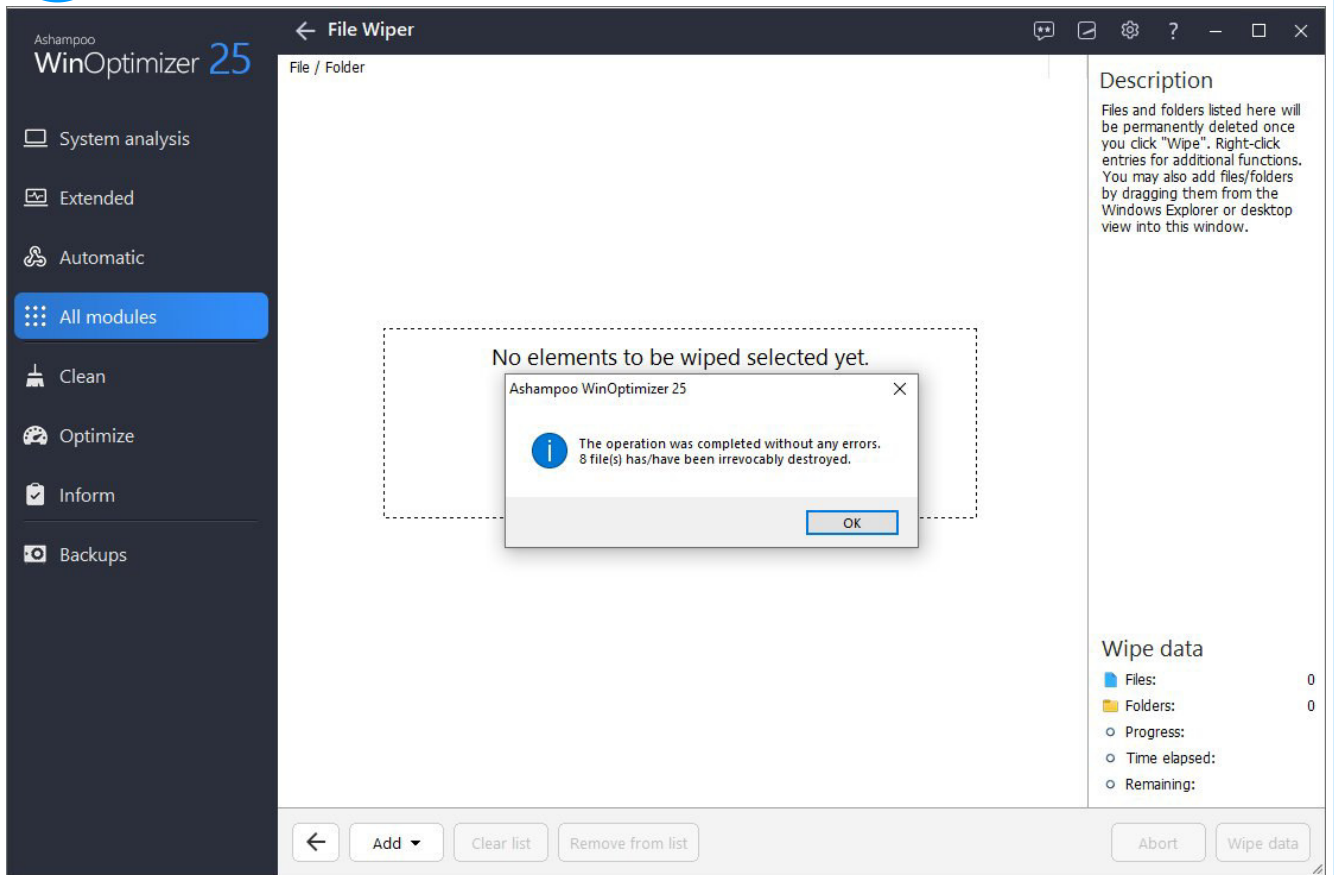 Ashampoo
WinOptimizer 25
System analysis
Extended
Automatic
All modules
Clean
Optimize
Inform
Backups
File Wiper
File / Folder
No elements to be wiped selected yet.
Ashampoo WinOptimizer 25
The operation was completed without any errors.
8 file(s) has/have been irrevocably destroyed.
OK
Description
Files and folders listed here will
be permanently deleted once
you click "Wipe". Right-click
entries for additional functions.
You may also add files/folders
by dragging them from the
Windows Explorer or desktop
view into this window.
Wipe data
Files: 0
Folders: 0
Progress:
Time elapsed:
Remaining:
Add
Clear list
Remove from list
Abort
Wipe data